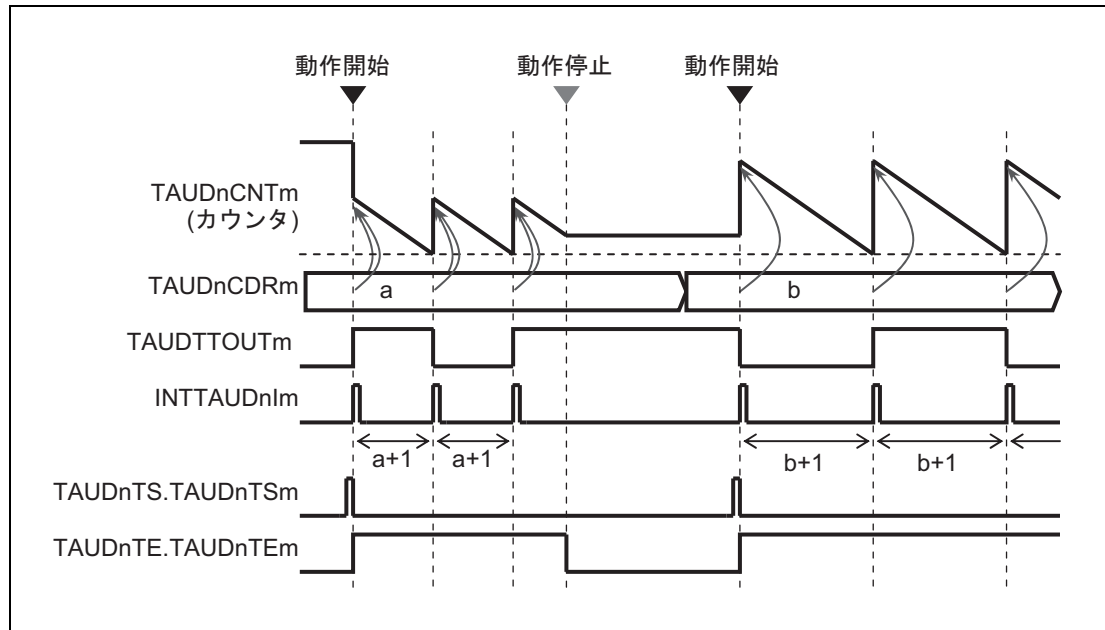 動作開始 動作停止 動作開始
TAUDnCNTm
(カウンタ)
TAUDnCDRm a b
TAUDTTOUTm
INTTAUDnIm
a+1 a+1 b+1 b+1
TAUDnTS.TAUDnTSm
TAUDnTE.TAUDnTEm